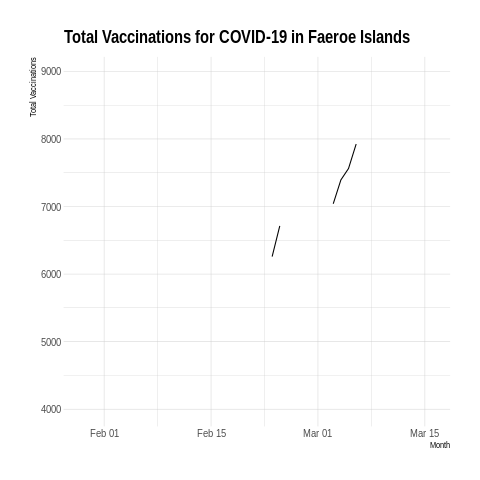 Total Vaccinations for COVID-19 in Faeroe Islands
Total Vaccinations
9000
8000
7000
6000
5000
4000
Feb 01
Feb 15
Mar 01
Mar 15
Month